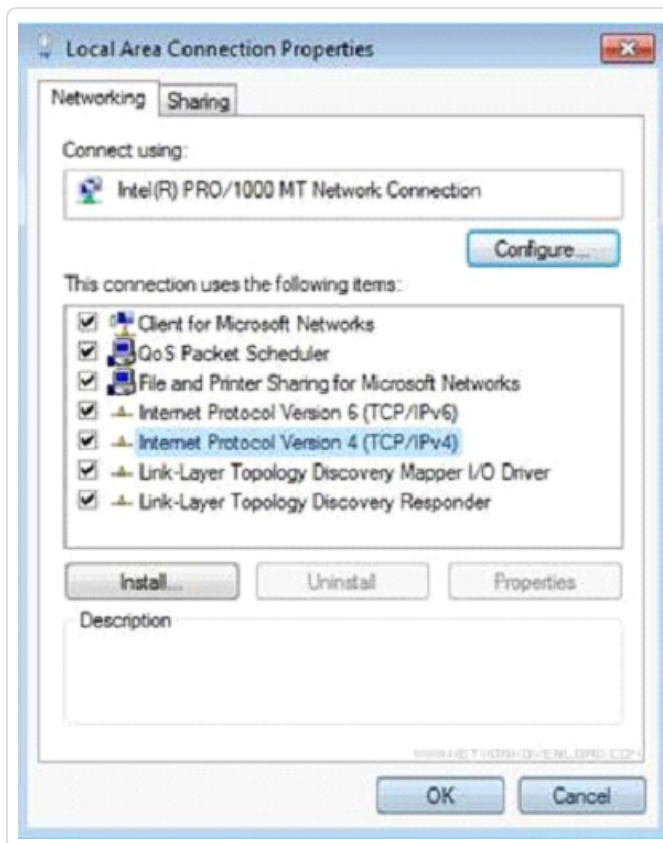 Local Area Connection Properties
Networking
Sharing
Connect using:
Intel(R) PRO/1000 MT Network Connection
Configure...
This connection uses the following items:
Client for Microsoft Networks
QoS Packet Scheduler
File and Printer Sharing for Microsoft Networks
Internet Protocol Version 6 (TCP/IPv6)
Internet Protocol Version 4 (TCP/IPv4)
Link-Layer Topology Discovery Mapper I/O Driver
Link-Layer Topology Discovery Responder
Install...
Uninstall
Properties
Description
OK
Cancel